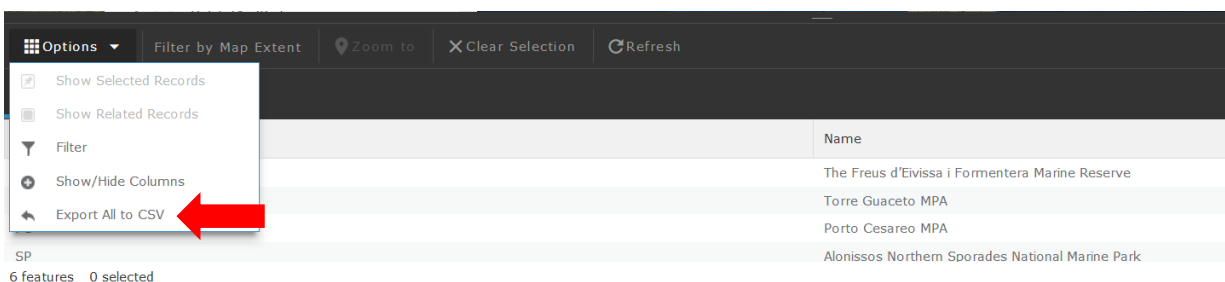 Options Filter by Map Extent Zoom to Clear Selection Refresh
Show Selected Records
Show Related Records
Filter
Show/Hide Columns
Export All to CSV
Name
The Freus d'Eivissa i Formentera Marine Reserve
Torre Guaceto MPA
Porto Cesareo MPA
SP Alonissos Northern Sporades National Marine Park
6 features 0 selected